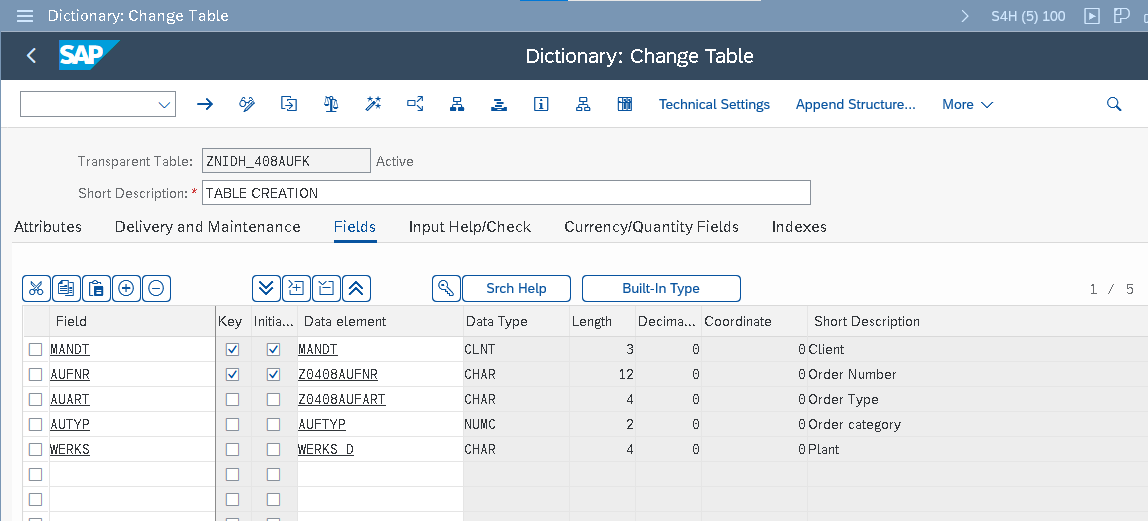 Dictionary: Change Table S4H (5) 100
SAP Dictionary: Change Table
Technical Settings Append Structure... More
Transparent Table: ZNIDH_408AUFK Active
Short Description: * TABLE CREATION
Attributes Delivery and Maintenance Fields Input Help/Check Currency/Quantity Fields Indexes
Srch Help Built-In Type 1 / 5
Field Key Initia... Data element Data Type Length Decima... Coordinate Short Description
MANDT MANDT CLNT 3 0 0 Client
AUFNR Z0408AUFNR CHAR 12 0 0 Order Number
AUART Z0408AUFART CHAR 4 0 0 Order Type
AUTYP AUFTYP NUMC 2 0 0 Order category
WERKS WERKS_D CHAR 4 0 0 Plant